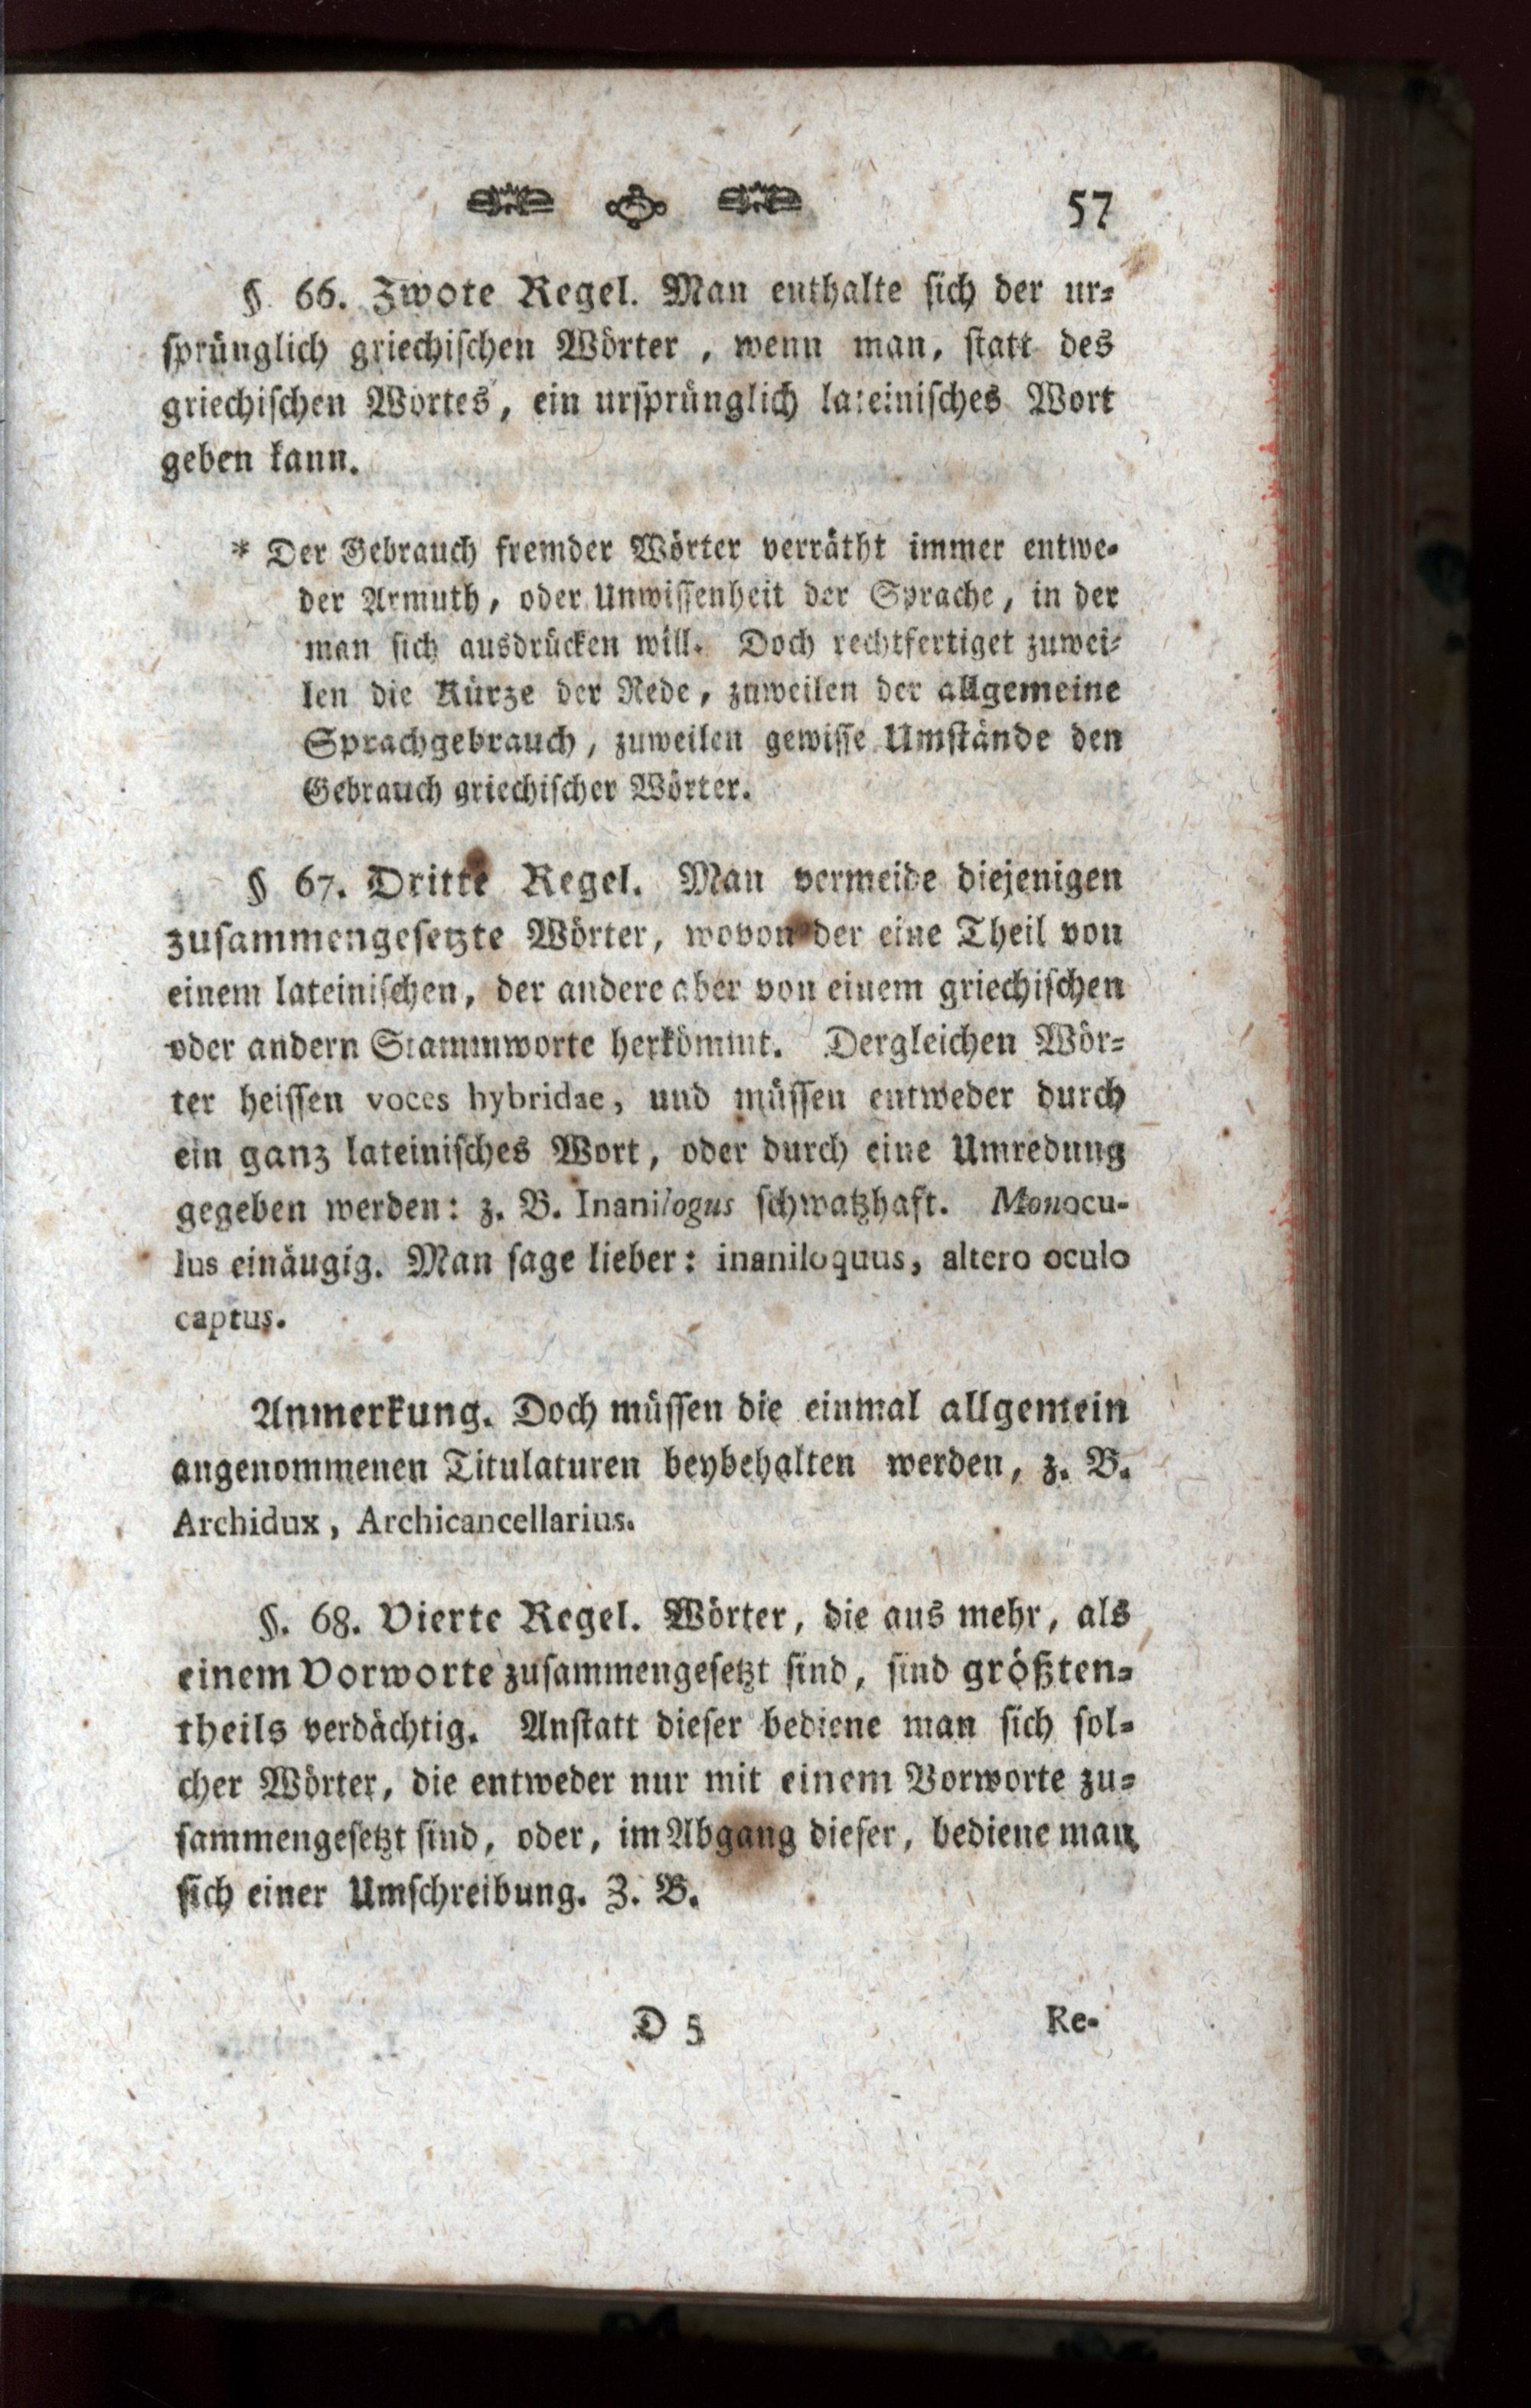 57
§. 66. Zwote Regel. Man enthalte sich der ur-
sprünglich griechischen Wörter, wenn man, statt des
griechischen Wortes, ein ursprünglich lateinisches Wort
geben kann.
* Der Gebrauch fremder Wörter verräth immer entwe-
der Armuth, oder Unwissenheit der Sprache, in der
man sich ausdrücken will. Doch rechtfertiget zuwei-
len die Kürze der Rede, zuweilen der allgemeine
Sprachgebrauch, zuweilen gewisse Umstände den
Gebrauch griechischer Wörter.
§ 67. Dritte Regel. Man vermeide diejenigen
zusammengesetzte Wörter, wovon der eine Theil von
einem lateinischen, der andere aber von einem griechischen
oder andern Stammworte herkömmt. Dergleichen Wör-
ter heissen voces hybridae, und müssen entweder durch
ein ganz lateinisches Wort, oder durch eine Umredung
gegeben werden: z. B. Inanilogus schwatzhaft. Monocu-
lus einäugig. Man sage lieber: inaniloquus, altero oculo
captus.
Anmerkung. Doch müssen die einmal allgemein
angenommenen Titulaturen beybehalten werden, z. B.
Archidux, Archicancellarius.
§. 68. Vierte Regel. Wörter, die aus mehr, als
einem Vorworte zusammengesetzt sind, sind größten-
theils verdächtig. Anstatt dieser bediene man sich sol-
cher Wörter, die entweder nur mit einem Vorworte zu-
sammengesetzt sind, oder, im Abgang dieser, bediene man
sich einer Umschreibung. Z. B.
D 5 Re-